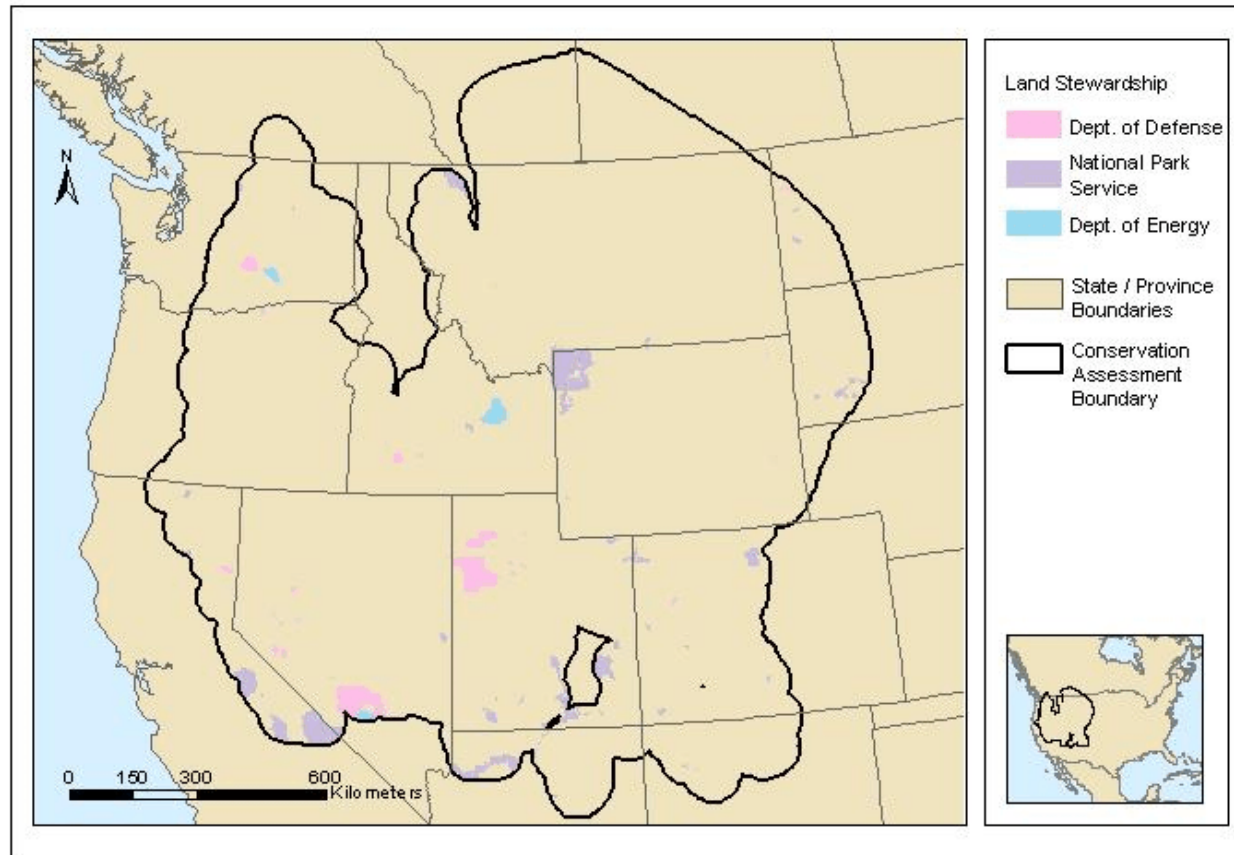 N
0 150 300 600
Kilometers
Land Stewardship
Dept. of Defense
National Park
Service
Dept. of Energy
State / Province
Boundaries
Conservation
Assessment
Boundary